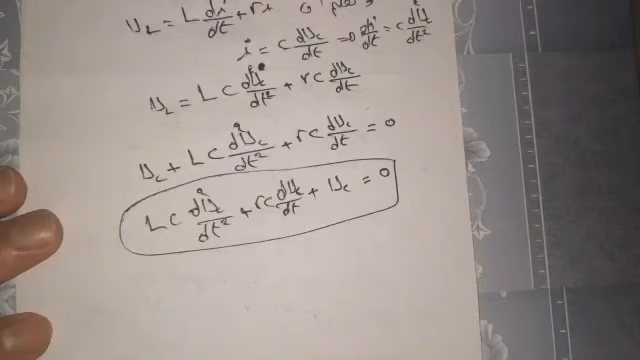 U_L = L di/dt + ri
i = C dU_c/dt ⇒ di/dt = C d²U_c/dt²
U_L = LC d²U_c/dt² + rC dU_c/dt
U_c + LC d²U_c/dt² + rC dU_c/dt = 0
LC d²U_c/dt² + rC dU_c/dt + U_c = 0